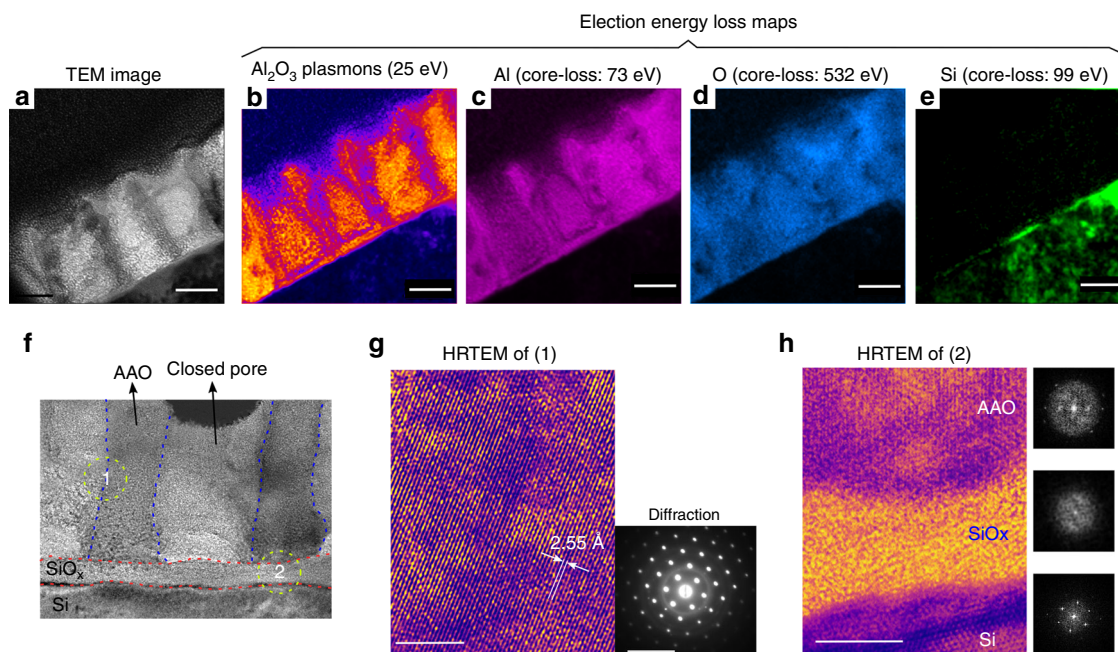 Election energy loss maps
TEM image
Al₂O₃ plasmons (25 eV)
Al (core-loss: 73 eV)
O (core-loss: 532 eV)
Si (core-loss: 99 eV)
a
b
c
d
e
f
AAO
Closed pore
1
SiOₓ
2
Si
g
HRTEM of (1)
2.55 Å
Diffraction
h
HRTEM of (2)
AAO
SiOx
Si